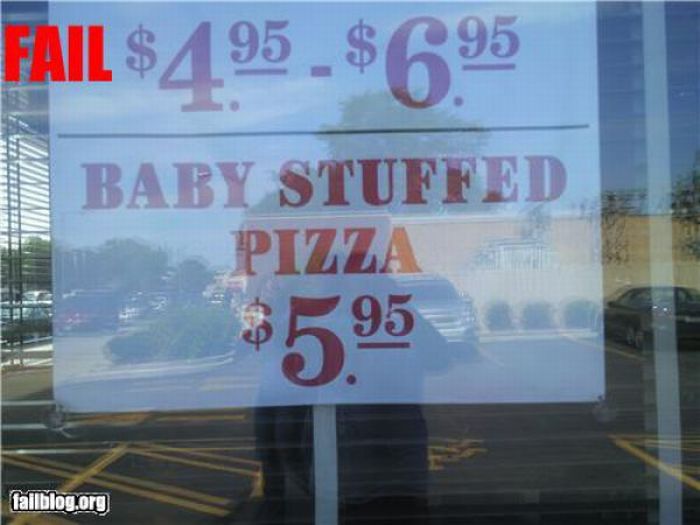 FAIL
$4.95 - $6.95
BABY STUFFED
PIZZA
$5.95
failblog.org